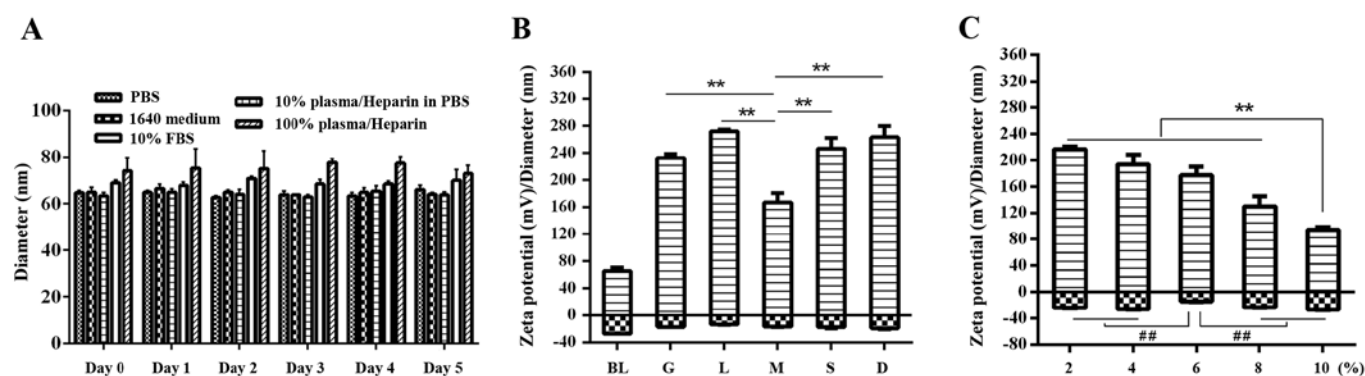 A
Diameter (nm)
100
80
60
40
20
0
PBS
1640 medium
10% FBS
10% plasma/Heparin in PBS
100% plasma/Heparin
Day 0 Day 1 Day 2 Day 3 Day 4 Day 5
B
Zeta potential (mV)/Diameter (nm)
360
320
280
240
200
160
120
80
40
0
-40
**
**
**
**
BL G L M S D
C
Zeta potential (mV)/Diameter (nm)
360
320
280
240
200
160
120
80
40
0
-40
-80
**
## ##
2 4 6 8 10 (%)